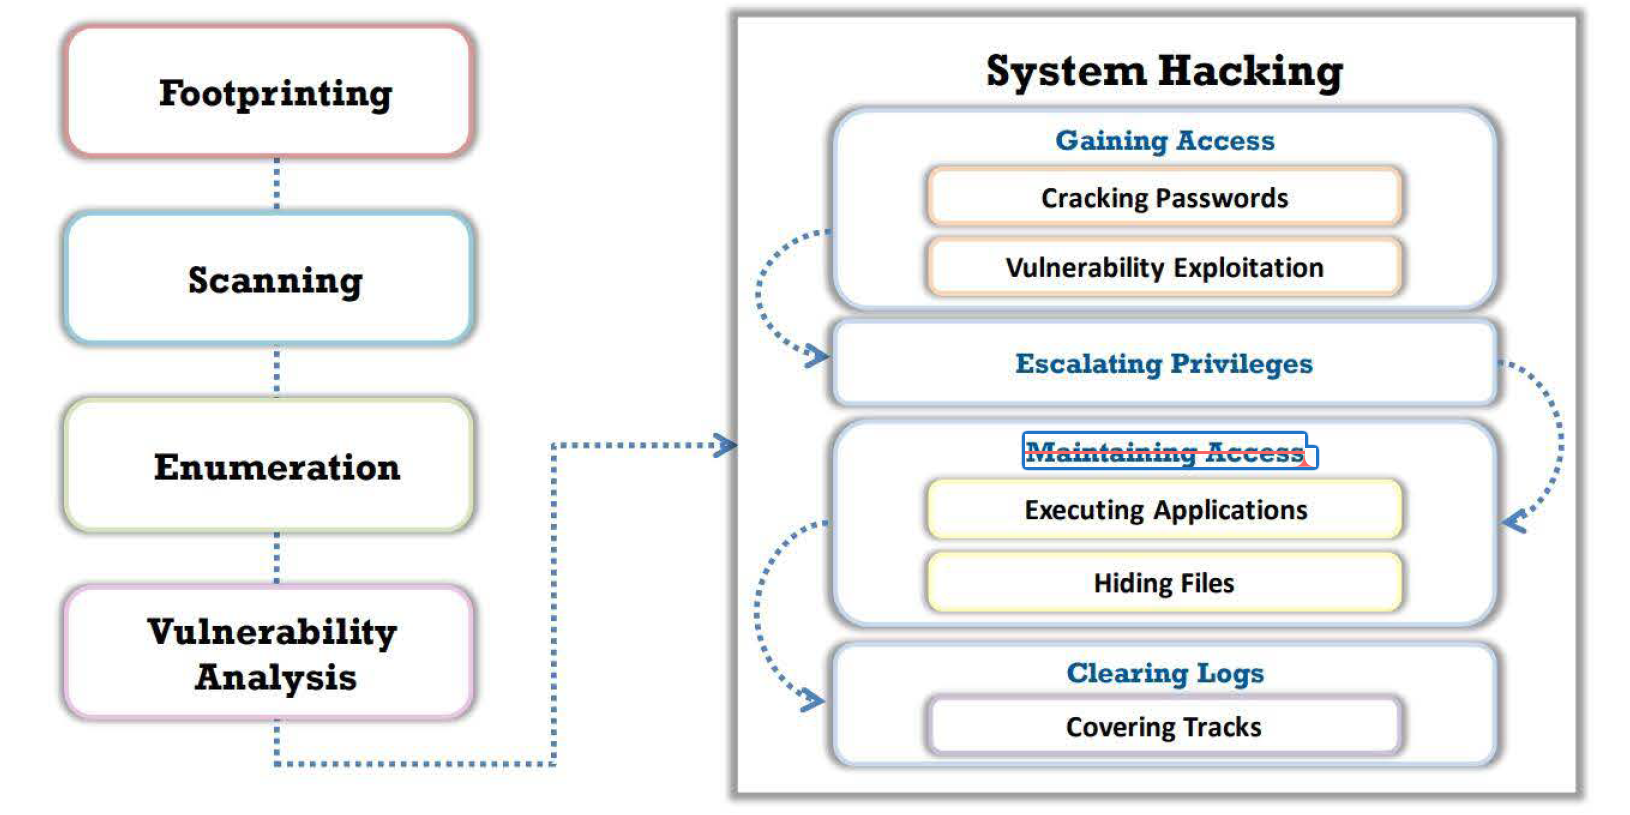 Footprinting
Scanning
Enumeration
Vulnerability
Analysis
System Hacking
Gaining Access
Cracking Passwords
Vulnerability Exploitation
Escalating Privileges
Maintaining Access
Executing Applications
Hiding Files
Clearing Logs
Covering Tracks